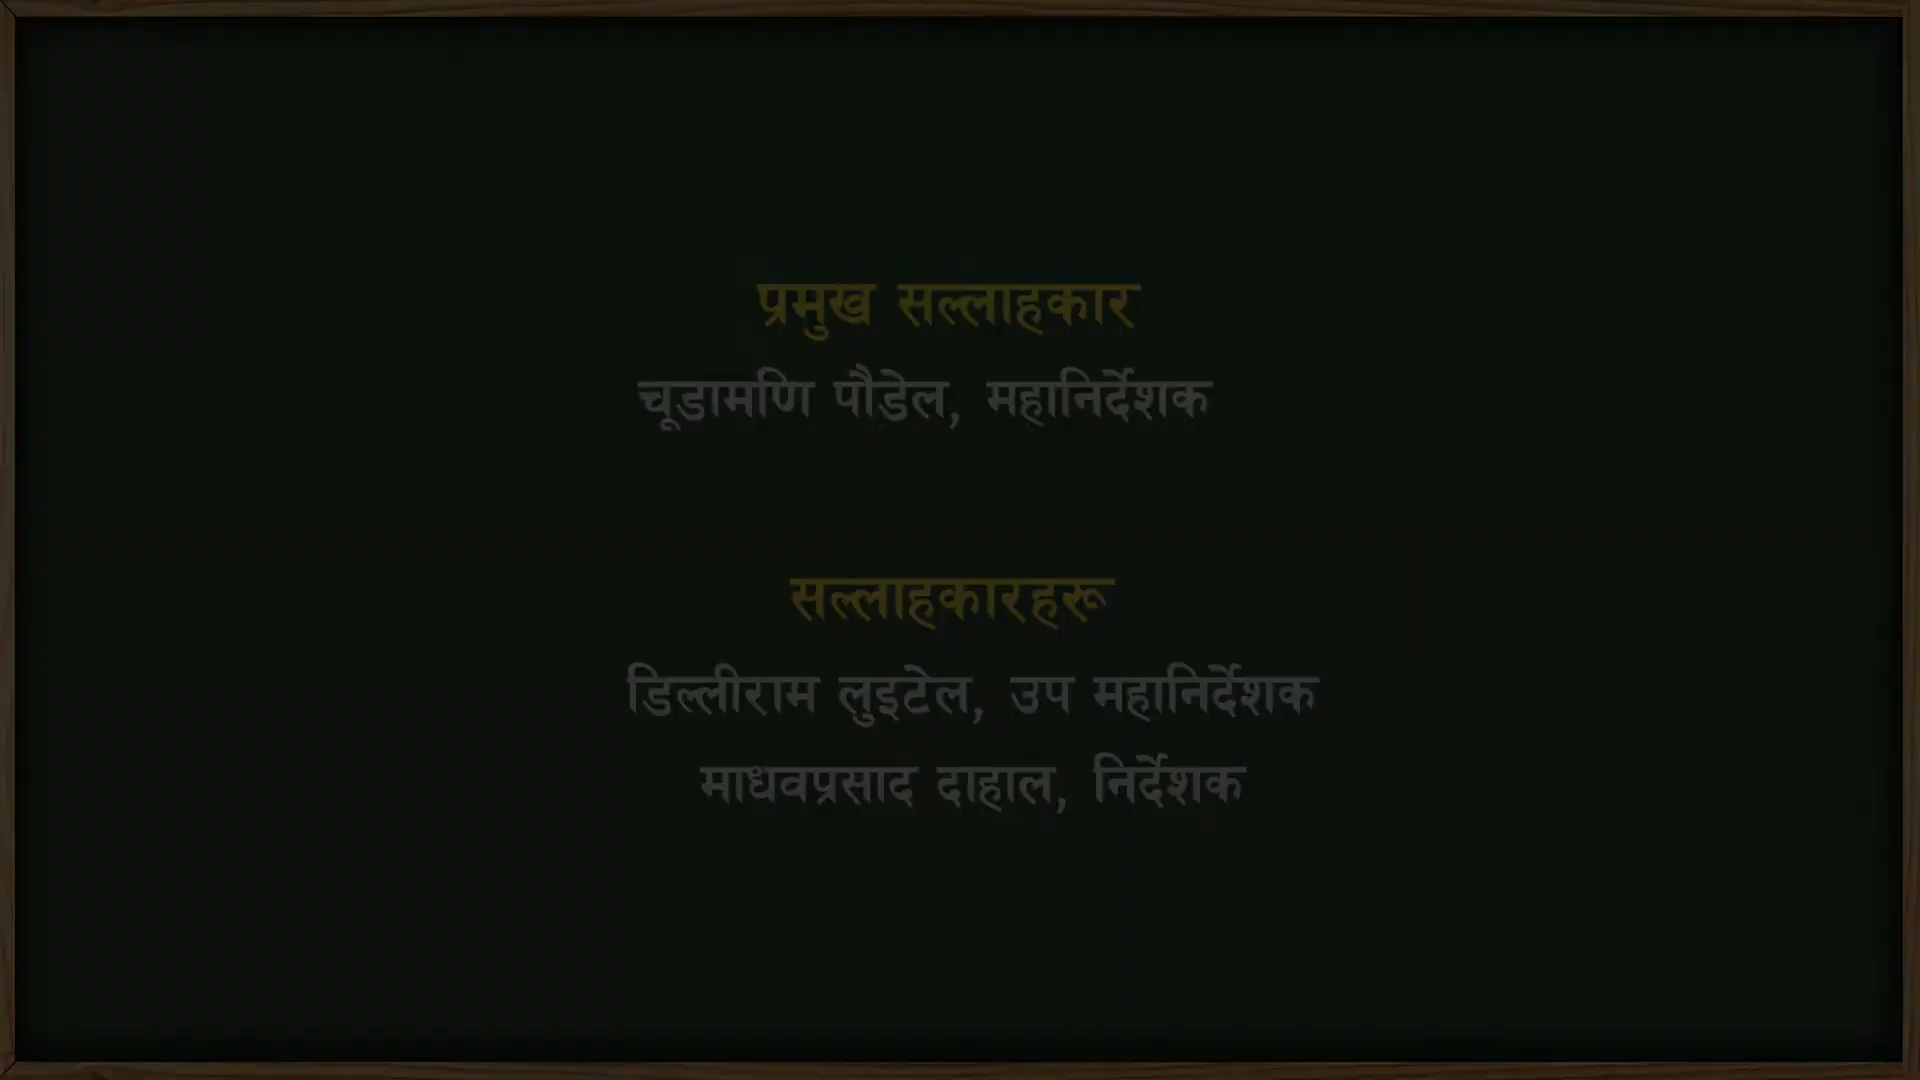 प्रमुख सल्लाहकार
चूडामणि पौडेल, महानिर्देशक
सल्लाहकारहरू
डिल्लीराम लुइटेल, उप महानिर्देशक
माधवप्रसाद दाहाल, निर्देशक